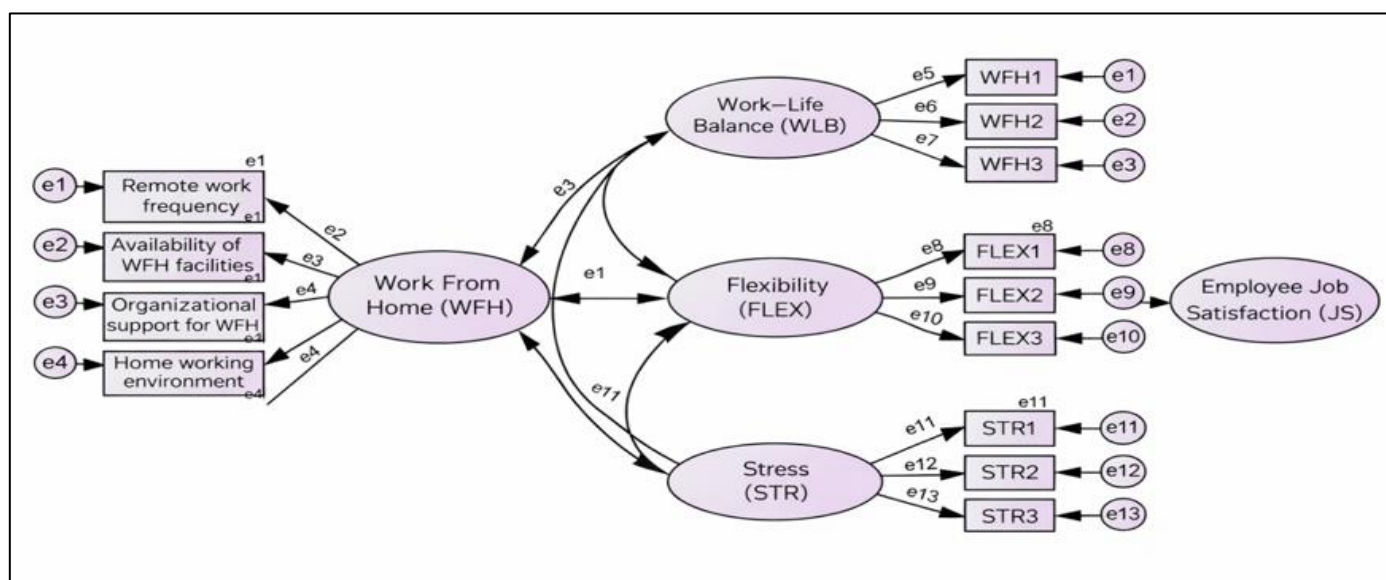 e1
e1
Remote work
frequency
e1
e2
e2
Availability of
WFH facilities
e1
e3
e3
Organizational
support for WFH
e3
e4
e4
Home working
environment
e4
e4
Work From
Home (WFH)
e3
e1
e11
Work–Life
Balance (WLB)
e5
WFH1
e1
e6
WFH2
e2
e7
WFH3
e3
Flexibility
(FLEX)
e8
e8
FLEX1
e8
e9
FLEX2
e9
e10
FLEX3
e10
Employee Job
Satisfaction (JS)
Stress
(STR)
e11
e11
STR1
e11
e12
STR2
e12
e13
STR3
e13